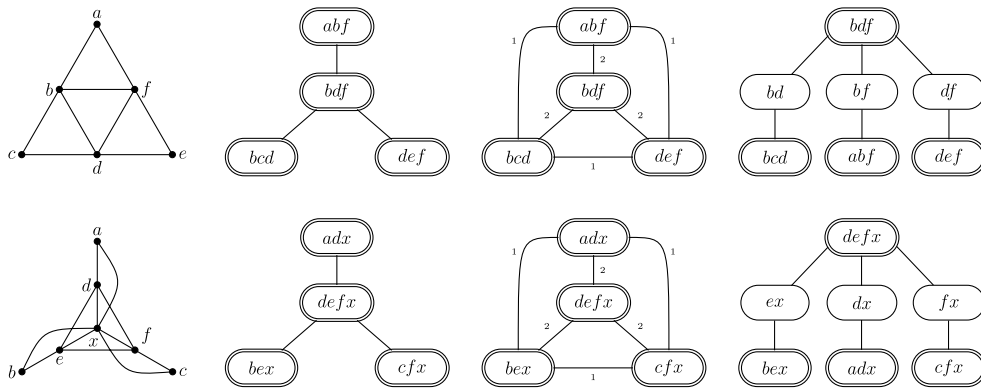 a
b f
c d e
abf
bdf
bcd def
abf
1 1
2
bdf
2 2
bcd def
1
bdf
bd bf df
bcd abf def
a
d
x
e f
b c
adx
defx
bex cfx
adx
1 1
2
defx
2 2
bex cfx
1
defx
ex dx fx
bex adx cfx